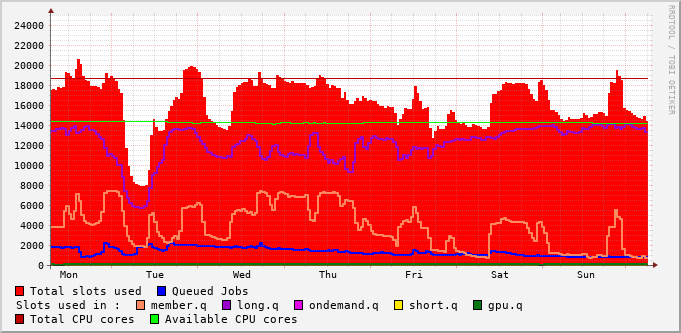 RRDTOOL / TOBI OETIKER
24000
22000
20000
18000
16000
14000
12000
10000
8000
6000
4000
2000
0
Mon Tue Wed Thu Fri Sat Sun
Total slots used Queued Jobs
Slots used in : member.q long.q ondemand.q short.q gpu.q
Total CPU cores Available CPU cores